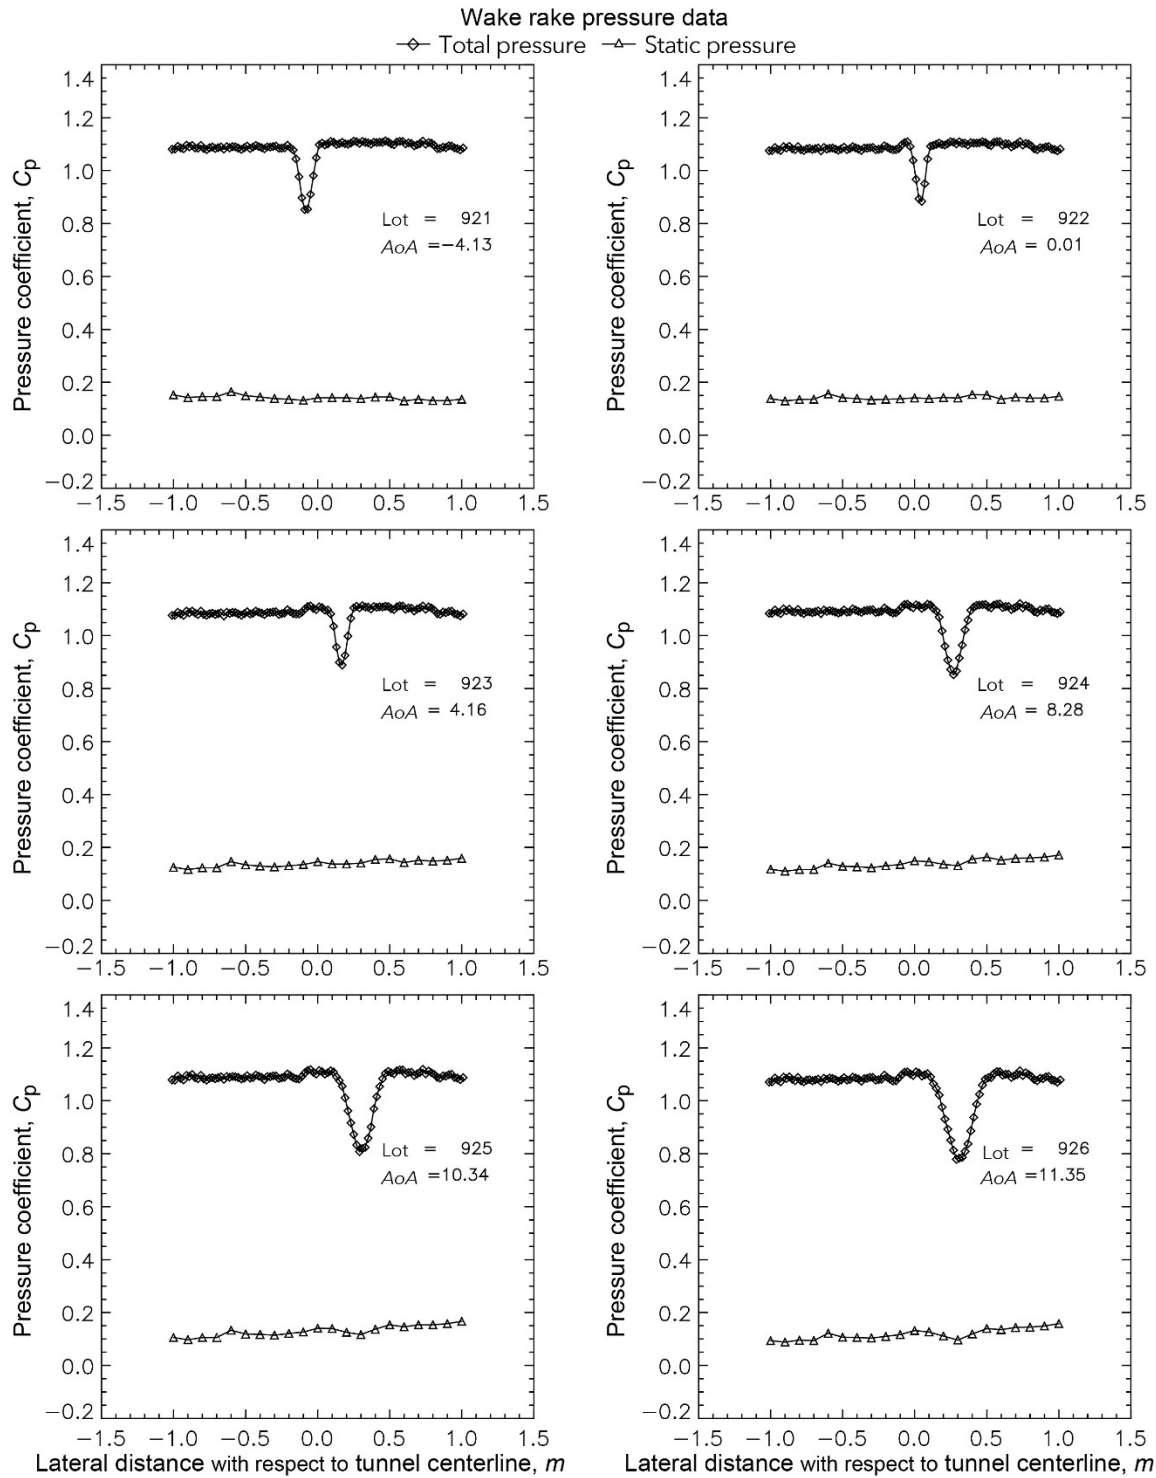 Wake rake pressure data
Total pressure Static pressure
Pressure coefficient, Cp
1.4
1.2
1.0
0.8
0.6
0.4
0.2
0.0
−0.2
Lot = 921
AoA =−4.13
−1.5 −1.0 −0.5 0.0 0.5 1.0 1.5
Pressure coefficient, Cp
1.4
1.2
1.0
0.8
0.6
0.4
0.2
0.0
−0.2
Lot = 922
AoA = 0.01
−1.5 −1.0 −0.5 0.0 0.5 1.0 1.5
Pressure coefficient, Cp
1.4
1.2
1.0
0.8
0.6
0.4
0.2
0.0
−0.2
Lot = 923
AoA = 4.16
−1.5 −1.0 −0.5 0.0 0.5 1.0 1.5
Pressure coefficient, Cp
1.4
1.2
1.0
0.8
0.6
0.4
0.2
0.0
−0.2
Lot = 924
AoA = 8.28
−1.5 −1.0 −0.5 0.0 0.5 1.0 1.5
Pressure coefficient, Cp
1.4
1.2
1.0
0.8
0.6
0.4
0.2
0.0
−0.2
Lot = 925
AoA =10.34
−1.5 −1.0 −0.5 0.0 0.5 1.0 1.5
Lateral distance with respect to tunnel centerline, m
Pressure coefficient, Cp
1.4
1.2
1.0
0.8
0.6
0.4
0.2
0.0
−0.2
Lot = 926
AoA =11.35
−1.5 −1.0 −0.5 0.0 0.5 1.0 1.5
Lateral distance with respect to tunnel centerline, m